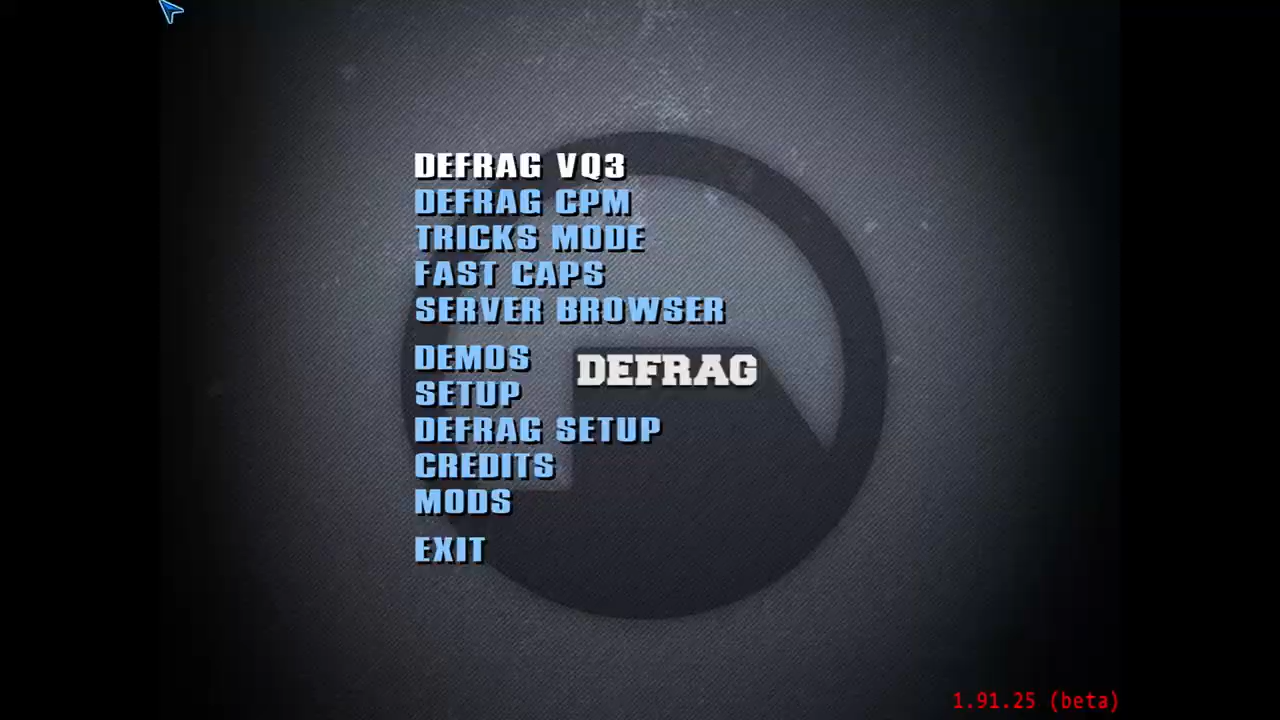 DEFRAG VQ3
DEFRAG CPM
TRICKS MODE
FAST CAPS
SERVER BROWSER
DEMOS
DEFRAG
SETUP
DEFRAG SETUP
CREDITS
MODS
EXIT
1.91.25 (beta)